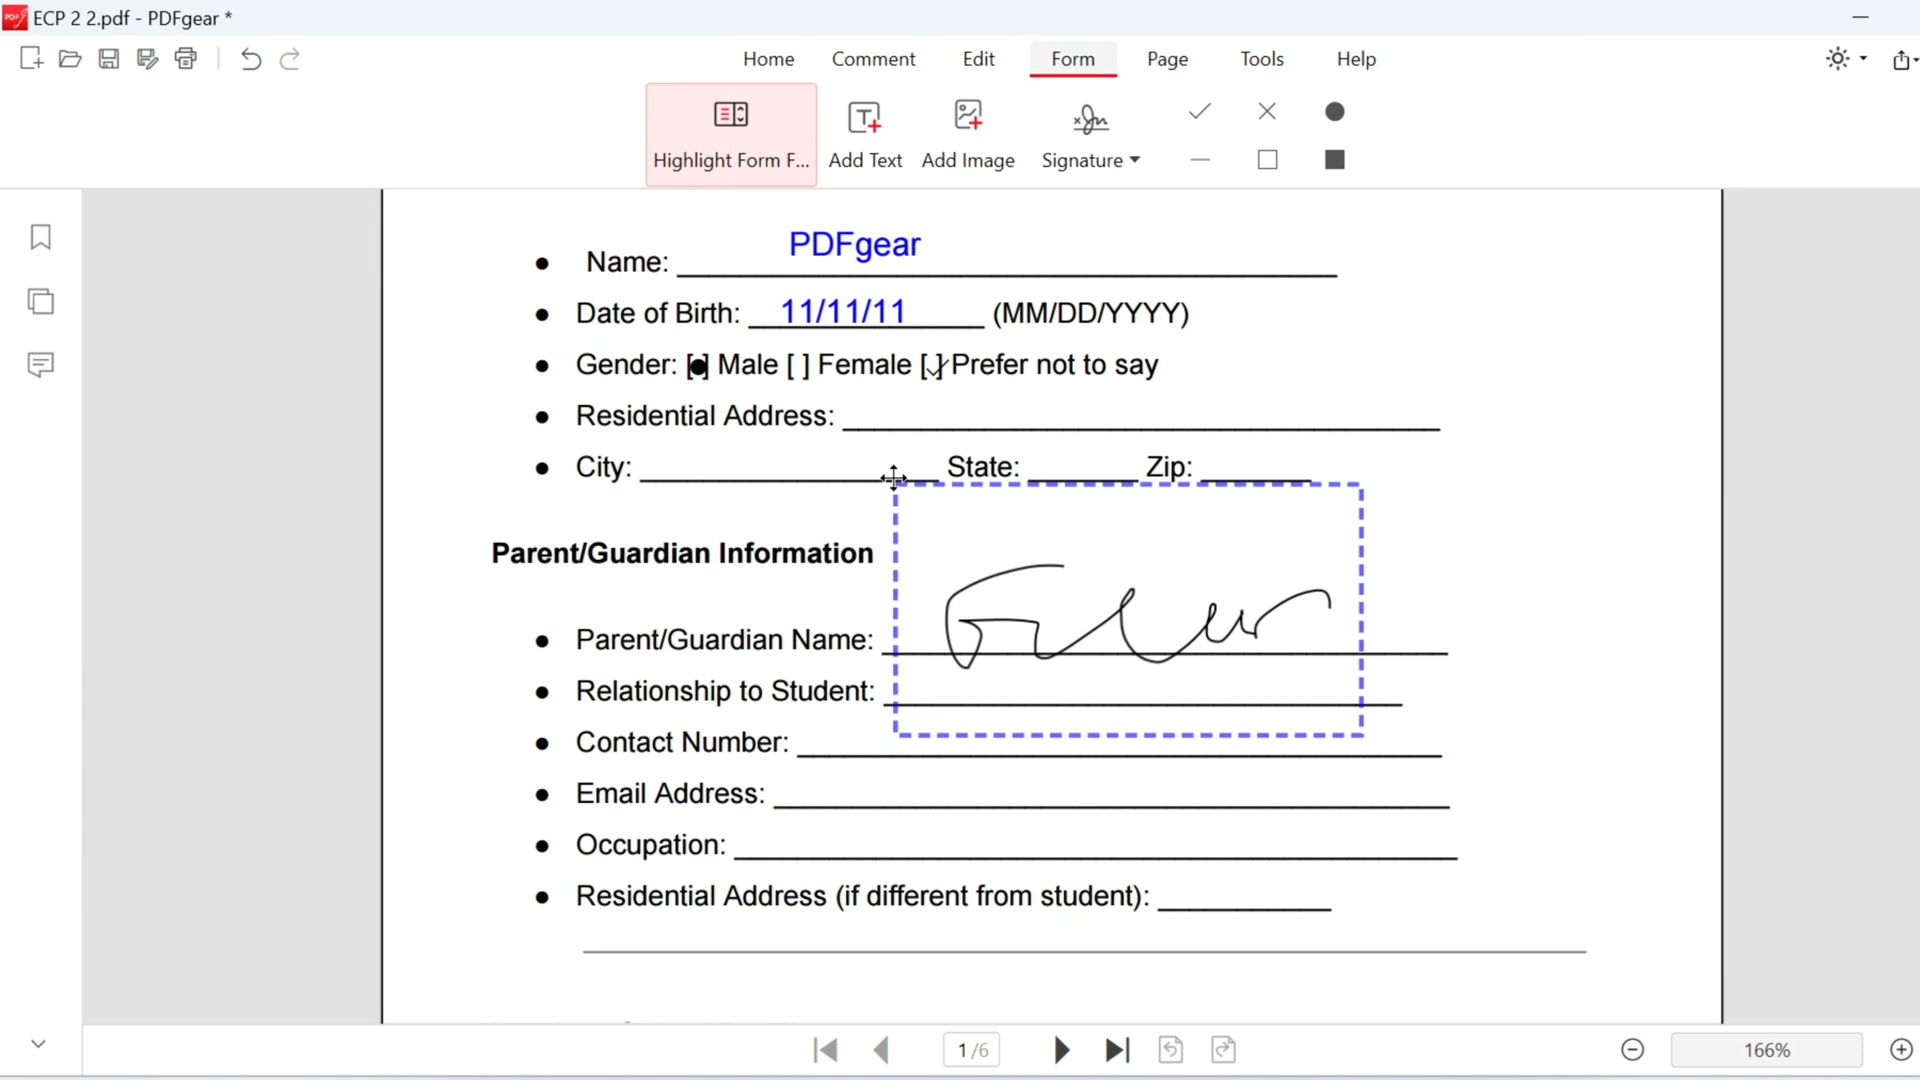 ECP 2 2.pdf - PDFgear *
Home Comment Edit Form Page Tools Help
Highlight Form F... Add Text Add Image Signature
Name: PDFgear
Date of Birth: 11/11/11 (MM/DD/YYYY)
Gender: [ ] Male [ ] Female [ ] Prefer not to say
Residential Address:
City: State: Zip:
Parent/Guardian Information
Parent/Guardian Name:
Relationship to Student:
Contact Number:
Email Address:
Occupation:
Residential Address (if different from student):
1 /6
166%